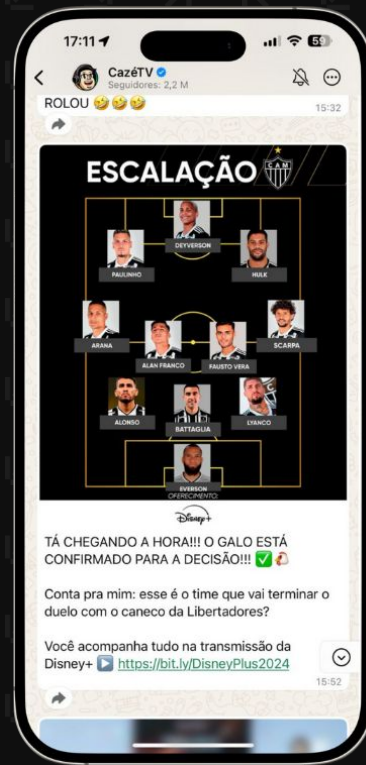 17:11
59
CazéTV
Seguidores: 2,2 M
ROLOU 🤣🤣🤣
15:32
ESCALAÇÃO
CAM
DEYVERSON
PAULINHO
HULK
ARANA
SCARPA
ALAN FRANCO
FAUSTO VERA
ALONSO
BATTAGLIA
LYANCO
EVERSON
OFERECIMENTO:
Disney+
TÁ CHEGANDO A HORA!!! O GALO ESTÁ
CONFIRMADO PARA A DECISÃO!!! ✅🐔
Conta pra mim: esse é o time que vai terminar o
duelo com o caneco da Libertadores?
Você acompanha tudo na transmissão da
Disney+ ▶️ https://bit.ly/DisneyPlus2024
15:52